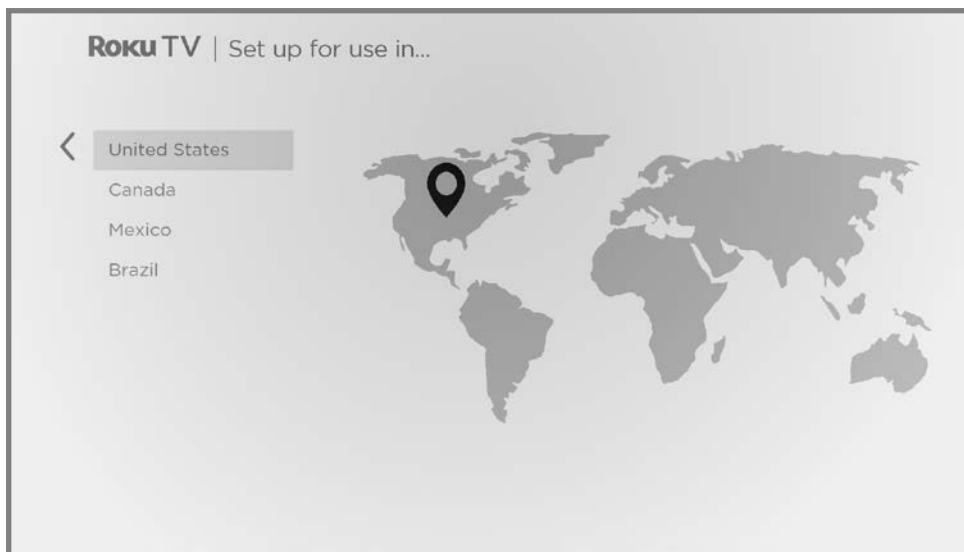 Roku TV | Set up for use in...
United States
Canada
Mexico
Brazil